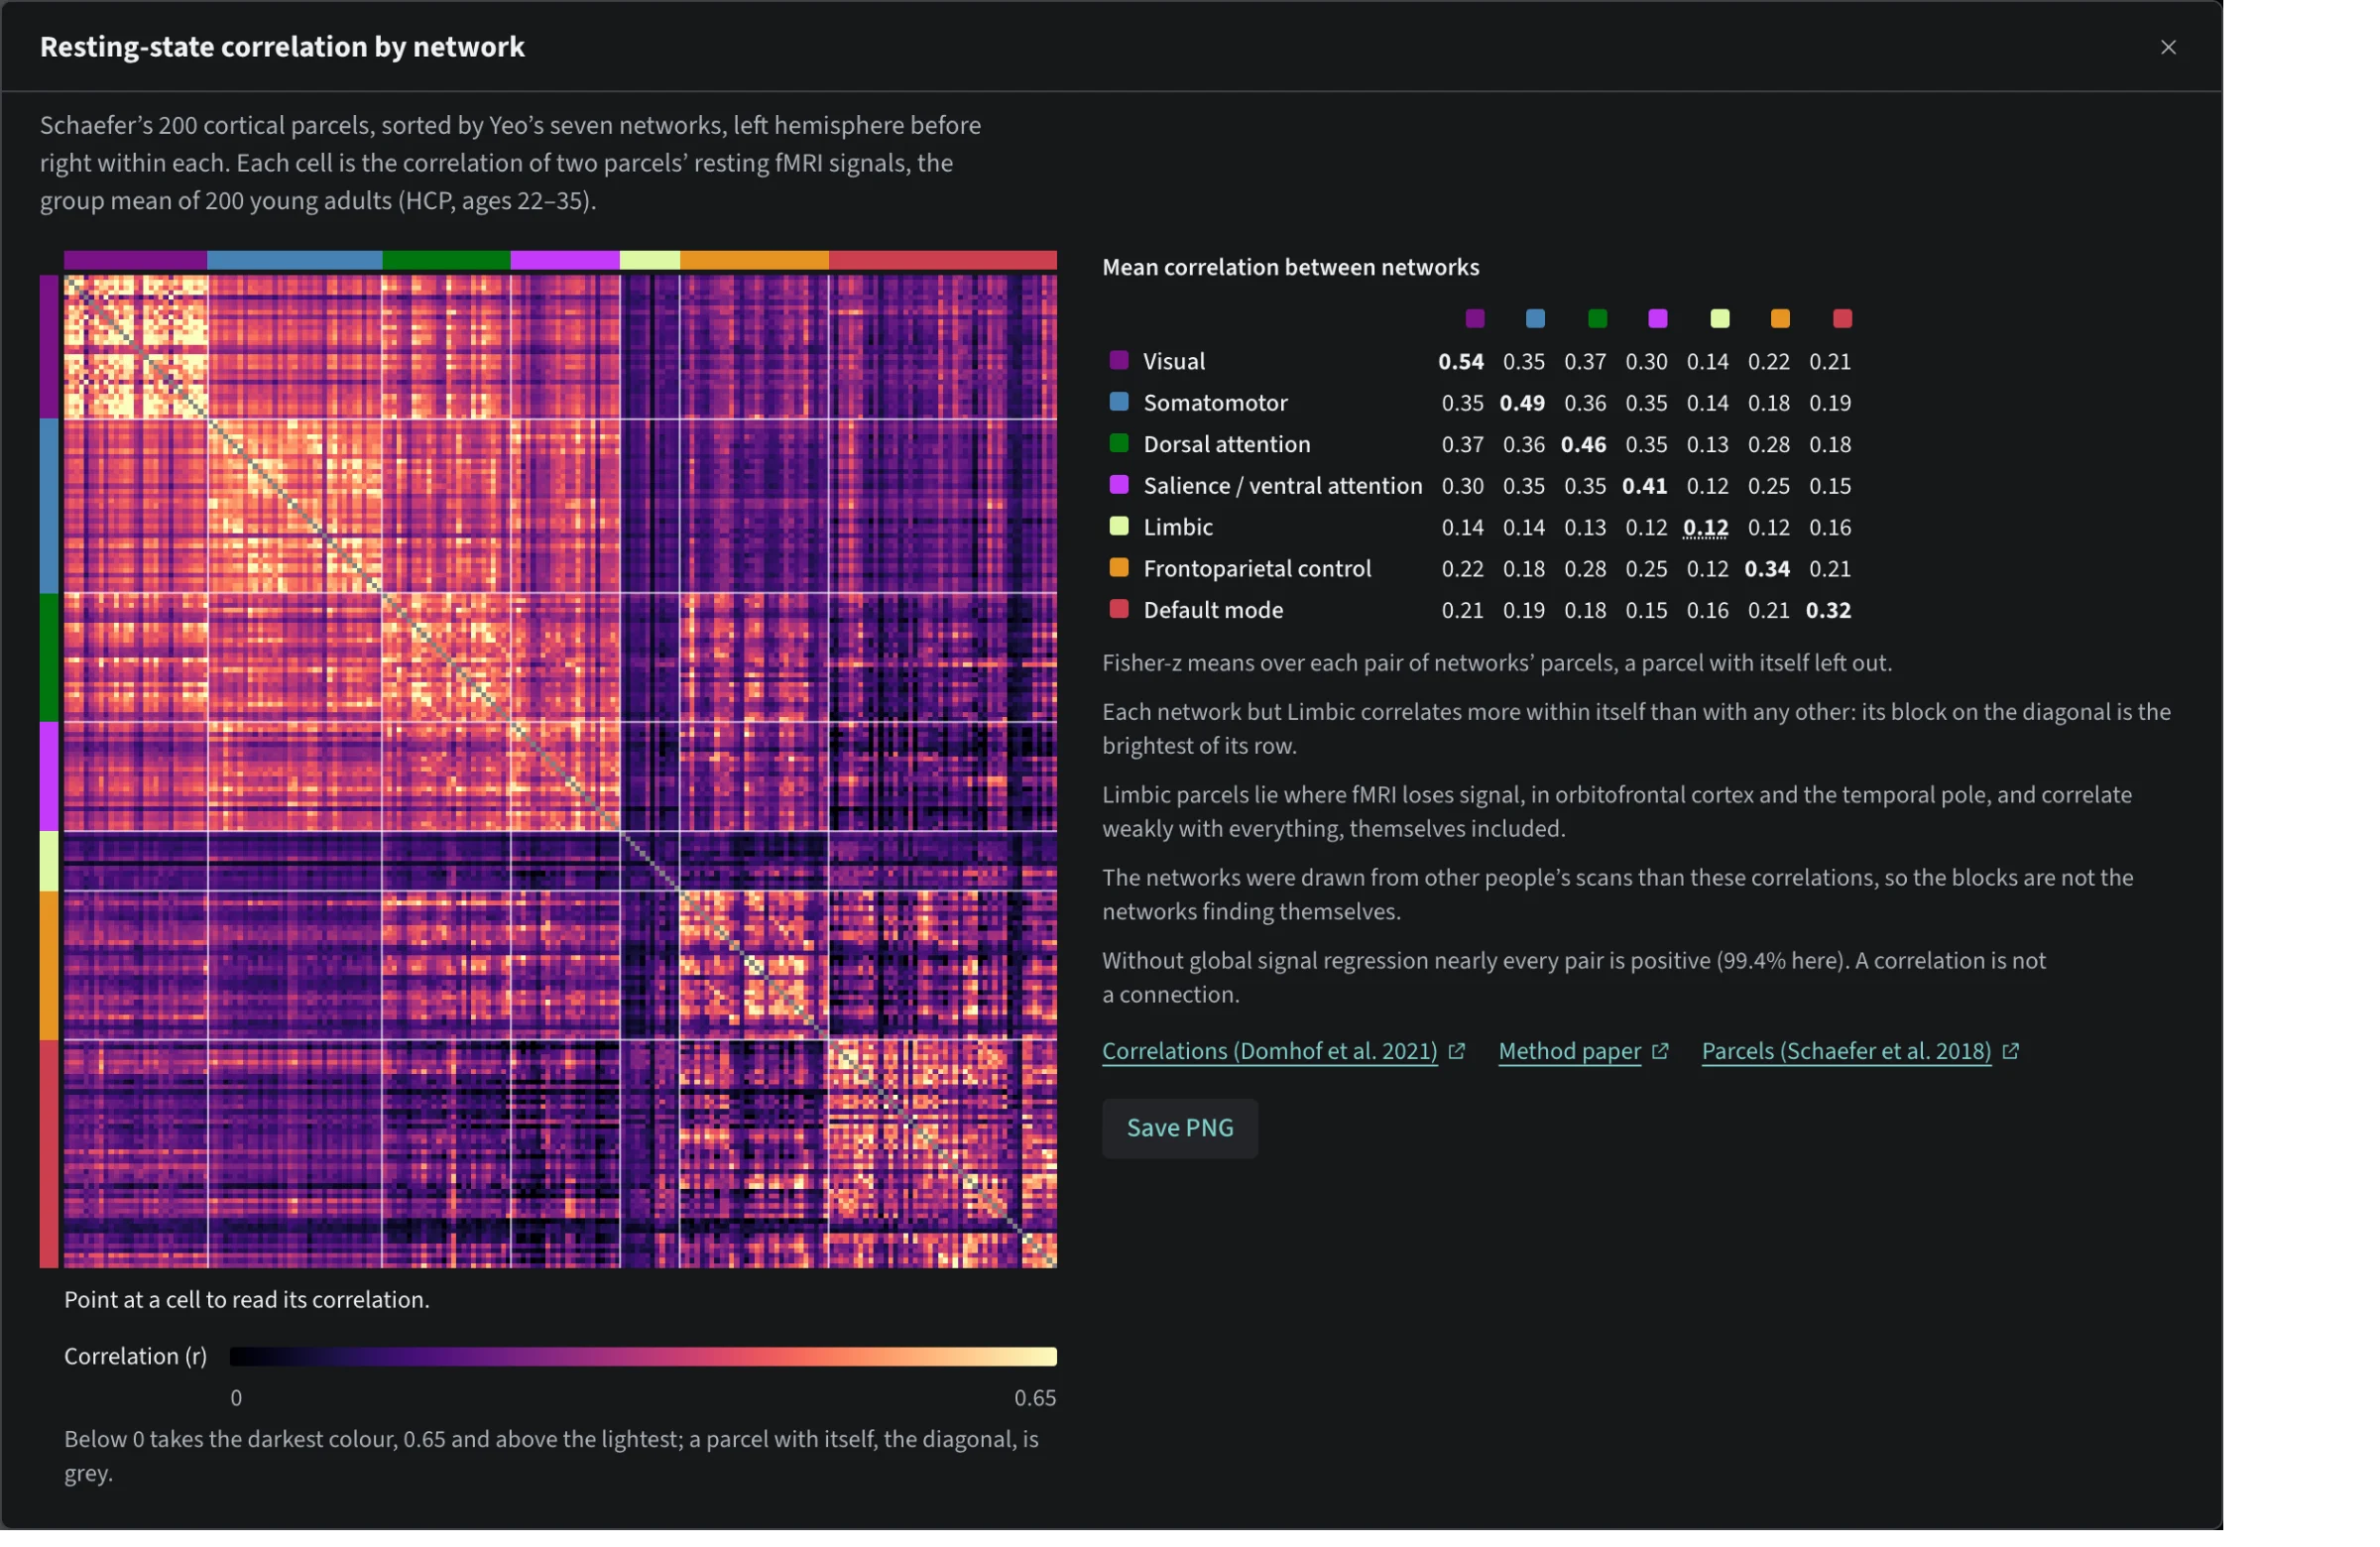 Resting-state correlation by network
Schaefer’s 200 cortical parcels, sorted by Yeo’s seven networks, left hemisphere before
right within each. Each cell is the correlation of two parcels’ resting fMRI signals, the
group mean of 200 young adults (HCP, ages 22–35).
Point at a cell to read its correlation.
Correlation (r)
0 0.65
Below 0 takes the darkest colour, 0.65 and above the lightest; a parcel with itself, the diagonal, is
grey.
Mean correlation between networks
Visual 0.54 0.35 0.37 0.30 0.14 0.22 0.21
Somatomotor 0.35 0.49 0.36 0.35 0.14 0.18 0.19
Dorsal attention 0.37 0.36 0.46 0.35 0.13 0.28 0.18
Salience / ventral attention 0.30 0.35 0.35 0.41 0.12 0.25 0.15
Limbic 0.14 0.14 0.13 0.12 0.12 0.12 0.16
Frontoparietal control 0.22 0.18 0.28 0.25 0.12 0.34 0.21
Default mode 0.21 0.19 0.18 0.15 0.16 0.21 0.32
Fisher-z means over each pair of networks’ parcels, a parcel with itself left out.
Each network but Limbic correlates more within itself than with any other: its block on the diagonal is the
brightest of its row.
Limbic parcels lie where fMRI loses signal, in orbitofrontal cortex and the temporal pole, and correlate
weakly with everything, themselves included.
The networks were drawn from other people’s scans than these correlations, so the blocks are not the
networks finding themselves.
Without global signal regression nearly every pair is positive (99.4% here). A correlation is not
a connection.
Correlations (Domhof et al. 2021) Method paper Parcels (Schaefer et al. 2018)
Save PNG